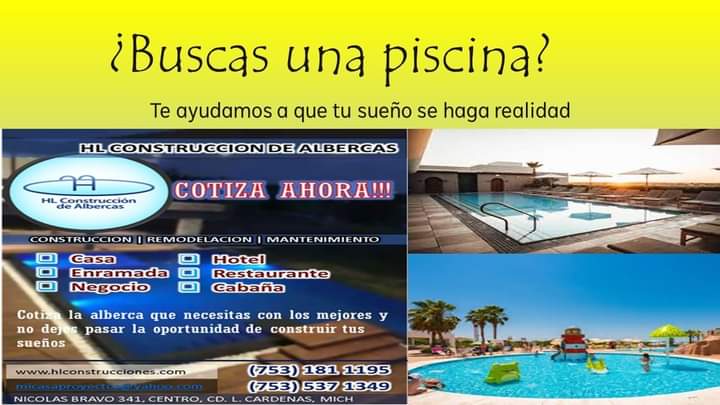 ¿Buscas una piscina?
Te ayudamos a que tu sueño se haga realidad
HL CONSTRUCCION DE ALBERCAS
HL Construcción
de Albercas
COTIZA AHORA!!!
CONSTRUCCION | REMODELACION | MANTENIMIENTO
Casa
Hotel
Enramada
Restaurante
Negocio
Cabaña
Cotiza la alberca que necesitas con los mejores y
no dejes pasar la oportunidad de construir tus
sueños
www.hlconstrucciones.com
(753) 181 1195
(753) 537 1349
NICOLAS BRAVO 341, CENTRO, CD. L. CARDENAS, MICH